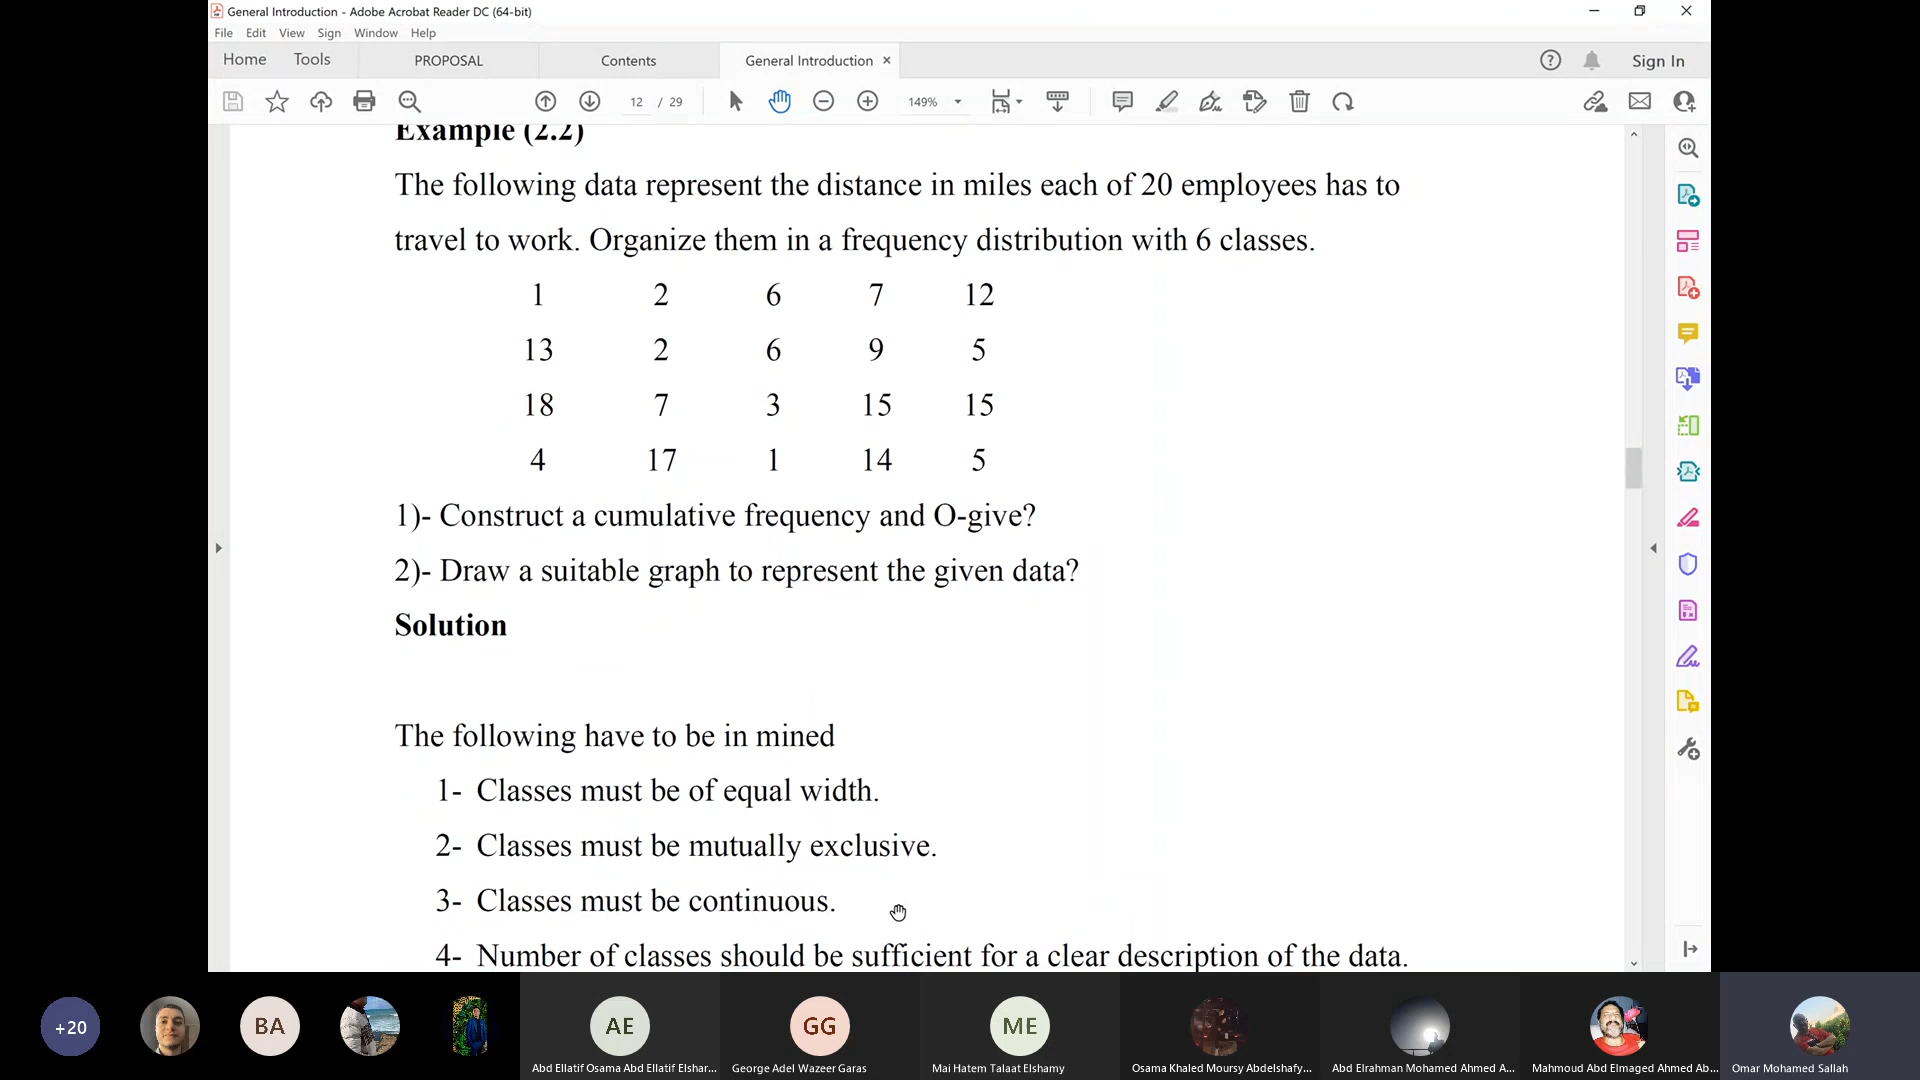 General Introduction - Adobe Acrobat Reader DC (64-bit)
File Edit View Sign Window Help
Home Tools PROPOSAL Contents General Introduction Sign In
12 / 29 149%
Example (2.2)
The following data represent the distance in miles each of 20 employees has to
travel to work. Organize them in a frequency distribution with 6 classes.
1 2 6 7 12
13 2 6 9 5
18 7 3 15 15
4 17 1 14 5
1)- Construct a cumulative frequency and O-give?
2)- Draw a suitable graph to represent the given data?
Solution
The following have to be in mined
1- Classes must be of equal width.
2- Classes must be mutually exclusive.
3- Classes must be continuous.
4- Number of classes should be sufficient for a clear description of the data.
+20 BA AE GG ME
Abd Ellatif Osama Abd Ellatif Elshar... George Adel Wazeer Garas Mai Hatem Talaat Elshamy Osama Khaled Moursy Abdelshafy... Abd Elrahman Mohamed Ahmed A... Mahmoud Abd Elmaged Ahmed Ab... Omar Mohamed Sallah